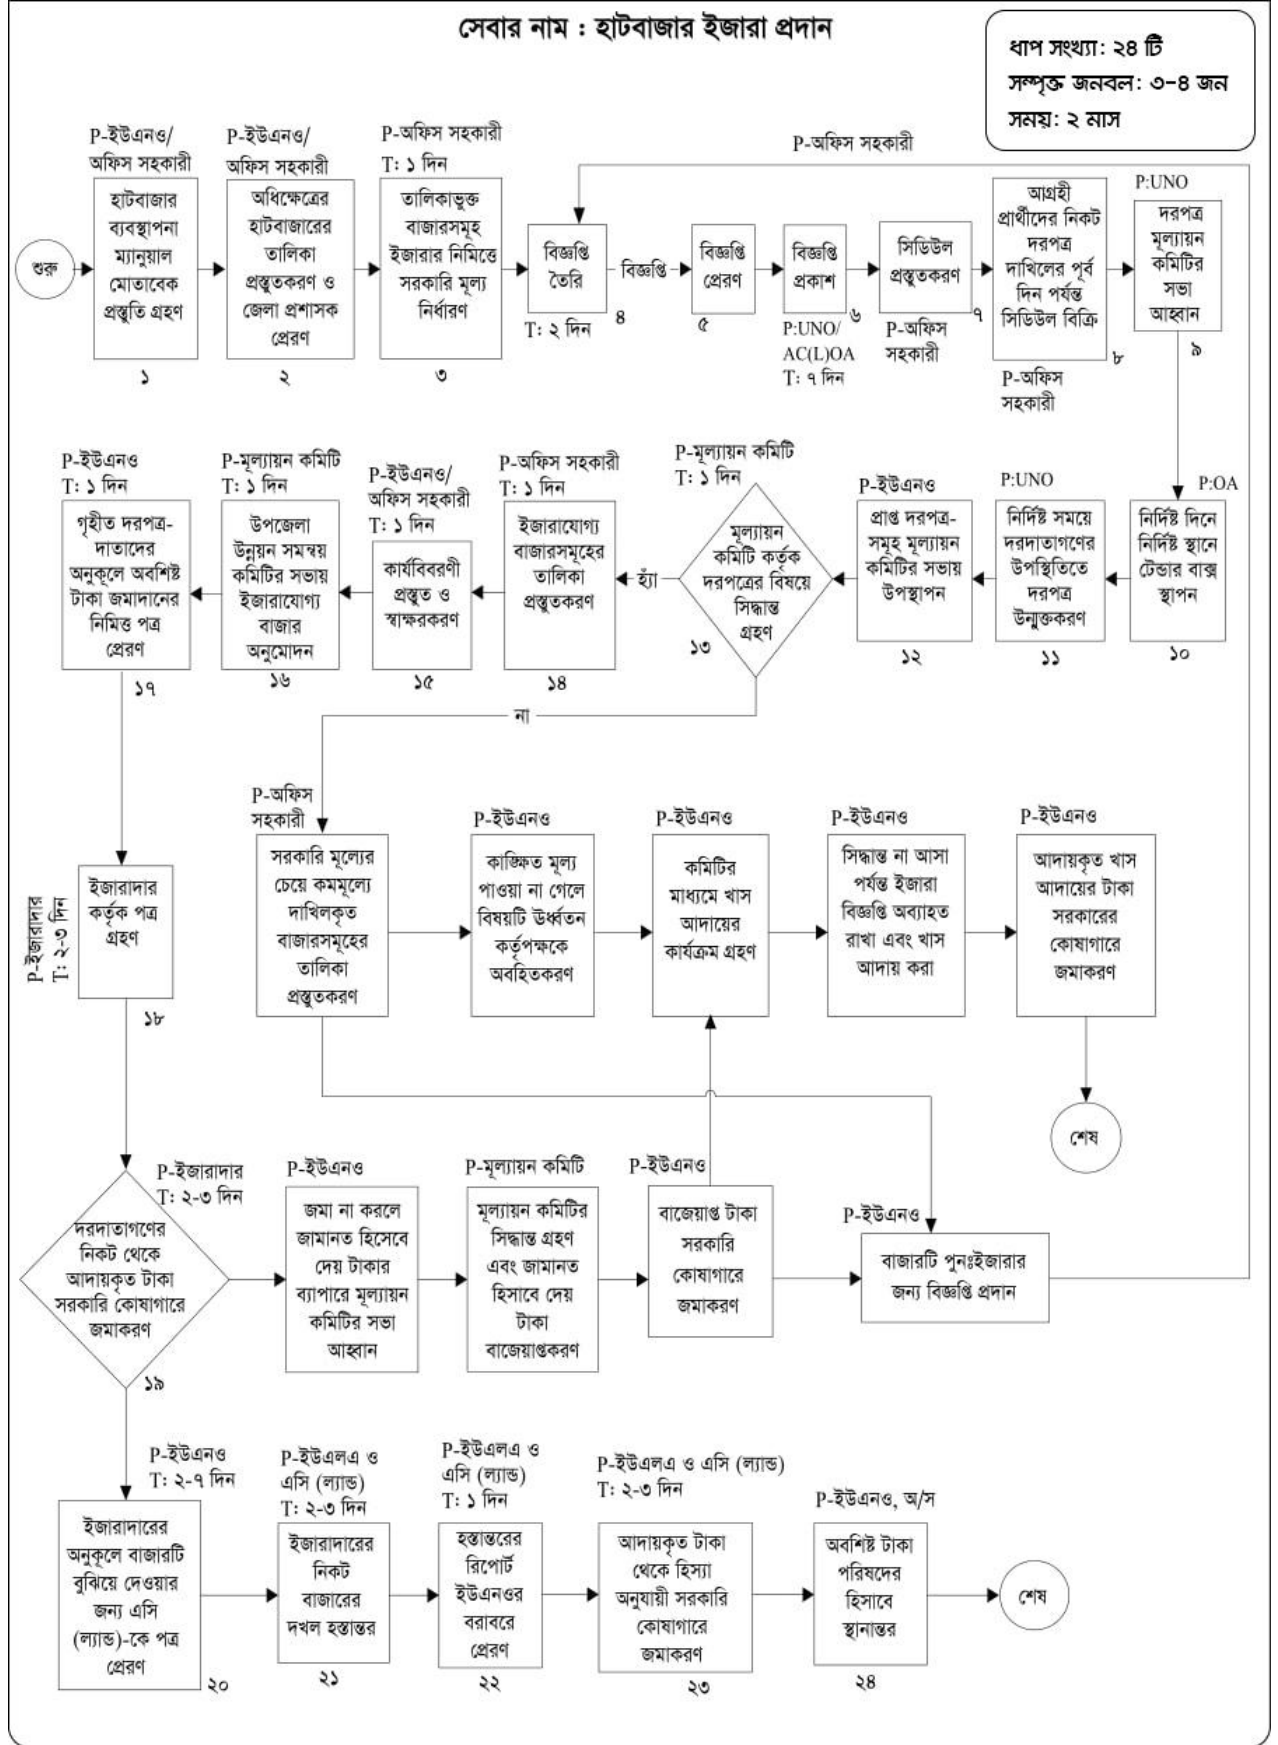 সেবার নাম : হাটবাজার ইজারা প্রদান
ধাপ সংখ্যা: ২৪ টি
সম্পৃক্ত জনবল: ৩-৪ জন
সময়: ২ মাস
শুরু
P-ইউএনও/
অফিস সহকারী
হাটবাজার
ব্যবস্থাপনা
ম্যানুয়াল
মোতাবেক
প্রস্তুতি গ্রহণ
১
P-ইউএনও/
অফিস সহকারী
অধিক্ষেত্রের
হাটবাজারের
তালিকা
প্রস্তুতকরণ ও
জেলা প্রশাসক
প্রেরণ
২
P-অফিস সহকারী
T: ১ দিন
তালিকাভুক্ত
বাজারসমূহ
ইজারার নিমিত্তে
সরকারি মূল্য
নির্ধারণ
৩
বিজ্ঞপ্তি
তৈরি
T: ২ দিন
৪
বিজ্ঞপ্তি
বিজ্ঞপ্তি
প্রেরণ
৫
বিজ্ঞপ্তি
প্রকাশ
৬
P:UNO/
AC(L)OA
T: ৭ দিন
P-অফিস সহকারী
সিডিউল
প্রস্তুতকরণ
৭
P-অফিস
সহকারী
আগ্রহী
প্রার্থীদের নিকট
দরপত্র
দাখিলের পূর্ব
দিন পর্যন্ত
সিডিউল বিক্রি
৮
P-অফিস
সহকারী
P:UNO
দরপত্র
মূল্যায়ন
কমিটির
সভা
আহ্বান
৯
P:OA
নির্দিষ্ট দিনে
নির্দিষ্ট স্থানে
টেন্ডার বাক্স
স্থাপন
১০
P:UNO
নির্দিষ্ট সময়ে
দরদাতাগণের
উপস্থিতিতে
দরপত্র
উন্মুক্তকরণ
১১
P-ইউএনও
প্রাপ্ত দরপত্র-
সমূহ মূল্যায়ন
কমিটির সভায়
উপস্থাপন
১২
P-মূল্যায়ন কমিটি
T: ১ দিন
মূল্যায়ন
কমিটি কর্তৃক
দরপত্রের বিষয়ে
সিদ্ধান্ত
গ্রহণ
১৩
হ্যাঁ
P-অফিস সহকারী
T: ১ দিন
ইজারাযোগ্য
বাজারসমূহের
তালিকা
প্রস্তুতকরণ
১৪
P-ইউএনও/
অফিস সহকারী
T: ১ দিন
কার্যবিবরণী
প্রস্তুত ও
স্বাক্ষরকরণ
১৫
P-মূল্যায়ন কমিটি
T: ১ দিন
উপজেলা
উন্নয়ন সমন্বয়
কমিটির সভায়
ইজারাযোগ্য
বাজার
অনুমোদন
১৬
P-ইউএনও
T: ১ দিন
গৃহীত দরপত্র-
দাতাদের
অনুকূলে অবশিষ্ট
টাকা জমাদানের
নিমিত্ত পত্র
প্রেরণ
১৭
না
P-অফিস
সহকারী
সরকারি মূল্যের
চেয়ে কমমূল্যে
দাখিলকৃত
বাজারসমূহের
তালিকা
প্রস্তুতকরণ
P-ইউএনও
কাঙ্ক্ষিত মূল্য
পাওয়া না গেলে
বিষয়টি উর্ধ্বতন
কর্তৃপক্ষকে
অবহিতকরণ
P-ইউএনও
কমিটির
মাধ্যমে খাস
আদায়ের
কার্যক্রম গ্রহণ
P-ইউএনও
সিদ্ধান্ত না আসা
পর্যন্ত ইজারা
বিজ্ঞপ্তি অব্যাহত
রাখা এবং খাস
আদায় করা
P-ইউএনও
আদায়কৃত খাস
আদায়ের টাকা
সরকারের
কোষাগারে
জমাকরণ
শেষ
P-ইজারাদার
T: ২-৩ দিন
ইজারাদার
কর্তৃক পত্র
গ্রহণ
১৮
P-ইজারাদার
T: ২-৩ দিন
দরদাতাগণের
নিকট থেকে
আদায়কৃত টাকা
সরকারি কোষাগারে
জমাকরণ
১৯
P-ইউএনও
জমা না করলে
জামানত হিসেবে
দেয় টাকার
ব্যাপারে মূল্যায়ন
কমিটির সভা
আহ্বান
P-মূল্যায়ন কমিটি
মূল্যায়ন কমিটির
সিদ্ধান্ত গ্রহণ
এবং জামানত
হিসাবে দেয়
টাকা
বাজেয়াপ্তকরণ
P-ইউএনও
বাজেয়াপ্ত টাকা
সরকারি
কোষাগারে
জমাকরণ
P-ইউএনও
বাজারটি পুনঃইজারার
জন্য বিজ্ঞপ্তি প্রদান
P-ইউএনও
T: ২-৭ দিন
ইজারাদারের
অনুকূলে বাজারটি
বুঝিয়ে দেওয়ার
জন্য এসি
(ল্যান্ড)-কে পত্র
প্রেরণ
২০
P-ইউএলএ ও
এসি (ল্যান্ড)
T: ২-৩ দিন
ইজারাদারের
নিকট
বাজারের
দখল হস্তান্তর
২১
P-ইউএলএ ও
এসি (ল্যান্ড)
T: ১ দিন
হস্তান্তরের
রিপোর্ট
ইউএনওর
বরাবরে
প্রেরণ
২২
P-ইউএলএ ও এসি (ল্যান্ড)
T: ২-৩ দিন
আদায়কৃত টাকা
থেকে হিস্যা
অনুযায়ী সরকারি
কোষাগারে
জমাকরণ
২৩
P-ইউএনও, অ/স
অবশিষ্ট টাকা
পরিষদের
হিসাবে
স্থানান্তর
২৪
শেষ